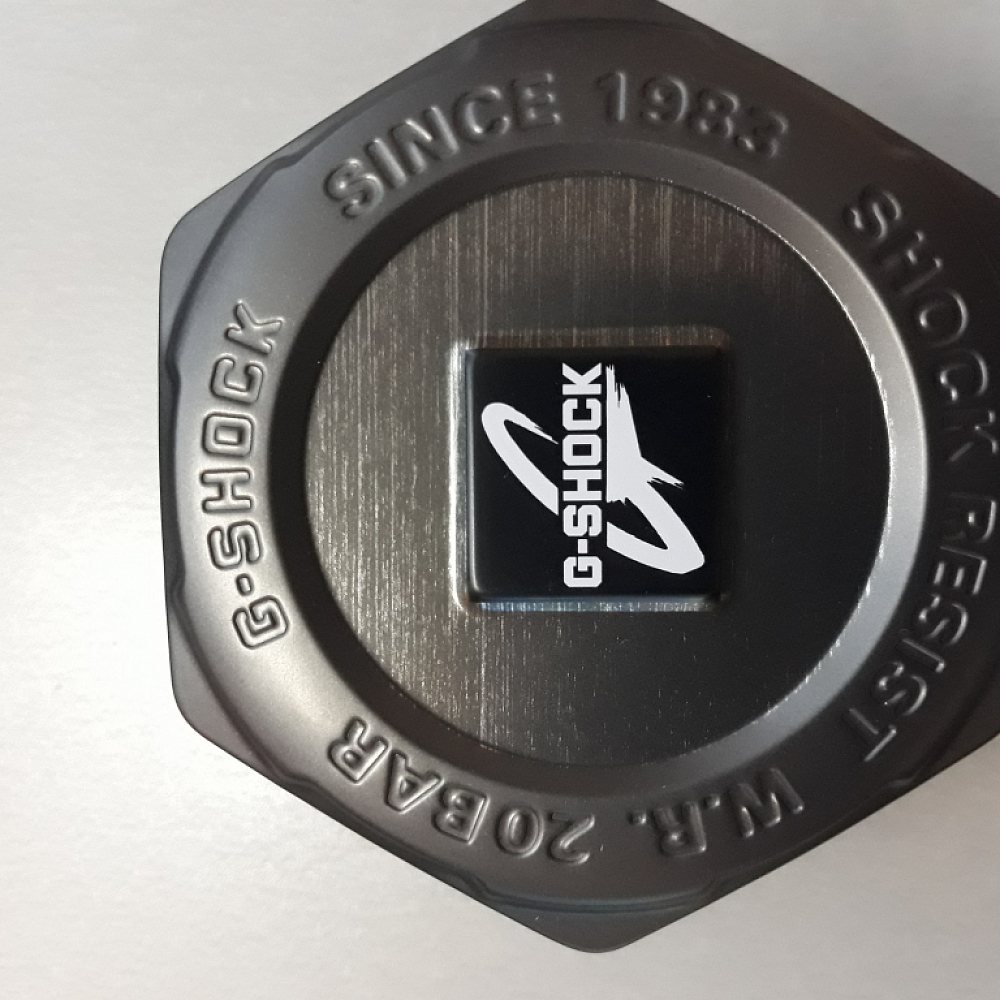 G-SHOCK
SINCE 1983
SHOCK RESIST
W.R. 20BAR
G-SHOCK